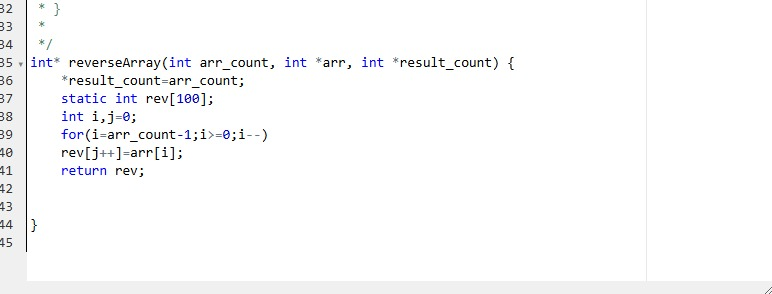 32  * }
33  *
34  */
35 int* reverseArray(int arr_count, int *arr, int *result_count) {
36     *result_count=arr_count;
37     static int rev[100];
38     int i,j=0;
39     for(i=arr_count-1;i>=0;i--)
40     rev[j++]=arr[i];
41     return rev;
42
43
44 }
45